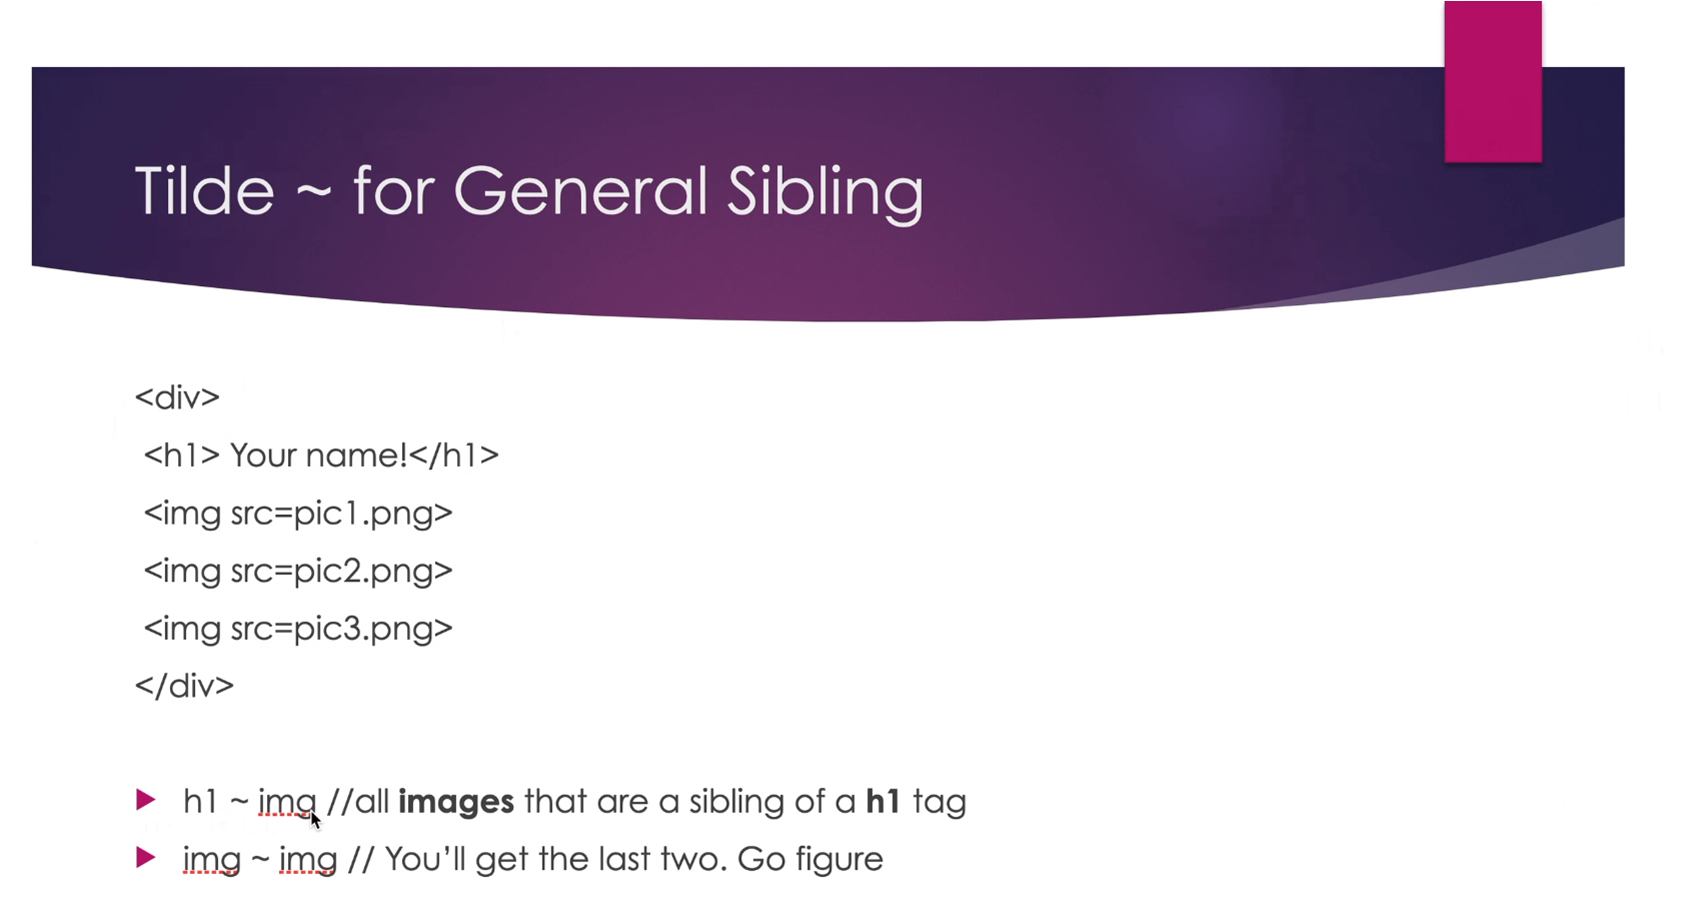 Tilde ~ for General Sibling
<div>
<h1> Your name!</h1>
<img src=pic1.png>
<img src=pic2.png>
<img src=pic3.png>
</div>
h1 ~ img //all images that are a sibling of a h1 tag
img ~ img // You’ll get the last two. Go figure